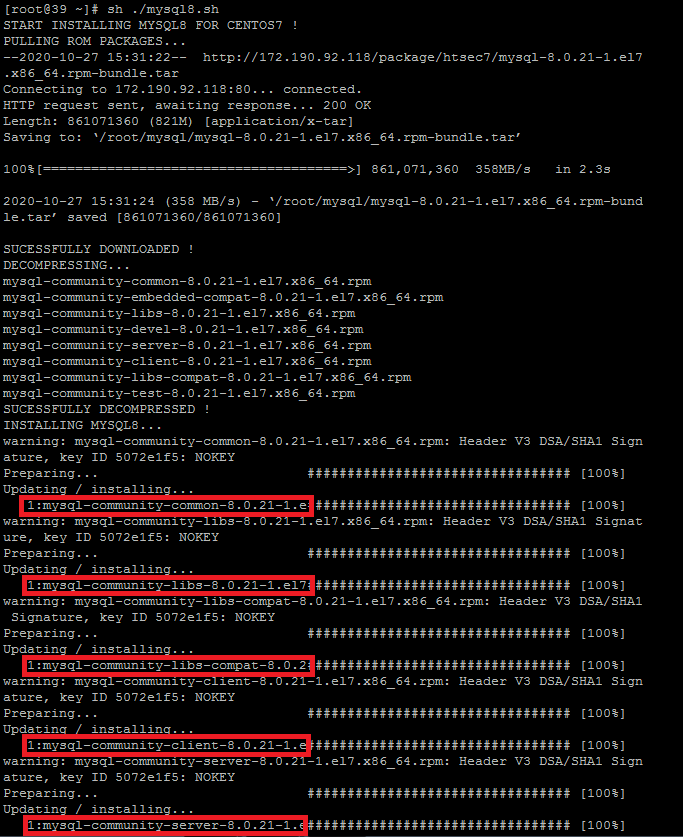 [root@39 ~]# sh ./mysql8.sh
START INSTALLING MYSQL8 FOR CENTOS7 !
PULLING ROM PACKAGES...
--2020-10-27 15:31:22--  http://172.190.92.118/package/htsec7/mysql-8.0.21-1.el7
.x86_64.rpm-bundle.tar
Connecting to 172.190.92.118:80... connected.
HTTP request sent, awaiting response... 200 OK
Length: 861071360 (821M) [application/x-tar]
Saving to: ‘/root/mysql/mysql-8.0.21-1.el7.x86_64.rpm-bundle.tar’
100%[======================================>] 861,071,360  358MB/s   in 2.3s
2020-10-27 15:31:24 (358 MB/s) - ‘/root/mysql/mysql-8.0.21-1.el7.x86_64.rpm-bund
le.tar’ saved [861071360/861071360]
SUCESSFULLY DOWNLOADED !
DECOMPRESSING...
mysql-community-common-8.0.21-1.el7.x86_64.rpm
mysql-community-embedded-compat-8.0.21-1.el7.x86_64.rpm
mysql-community-libs-8.0.21-1.el7.x86_64.rpm
mysql-community-devel-8.0.21-1.el7.x86_64.rpm
mysql-community-server-8.0.21-1.el7.x86_64.rpm
mysql-community-client-8.0.21-1.el7.x86_64.rpm
mysql-community-libs-compat-8.0.21-1.el7.x86_64.rpm
mysql-community-test-8.0.21-1.el7.x86_64.rpm
SUCESSFULLY DECOMPRESSED !
INSTALLING MYSQL8...
warning: mysql-community-common-8.0.21-1.el7.x86_64.rpm: Header V3 DSA/SHA1 Sign
ature, key ID 5072e1f5: NOKEY
Preparing...                          ################################# [100%]
Updating / installing...
   1:mysql-community-common-8.0.21-1.e################################# [100%]
warning: mysql-community-libs-8.0.21-1.el7.x86_64.rpm: Header V3 DSA/SHA1 Signat
ure, key ID 5072e1f5: NOKEY
Preparing...                          ################################# [100%]
Updating / installing...
   1:mysql-community-libs-8.0.21-1.el7################################# [100%]
warning: mysql-community-libs-compat-8.0.21-1.el7.x86_64.rpm: Header V3 DSA/SHA1
 Signature, key ID 5072e1f5: NOKEY
Preparing...                          ################################# [100%]
Updating / installing...
   1:mysql-community-libs-compat-8.0.2################################# [100%]
warning: mysql-community-client-8.0.21-1.el7.x86_64.rpm: Header V3 DSA/SHA1 Sign
ature, key ID 5072e1f5: NOKEY
Preparing...                          ################################# [100%]
Updating / installing...
   1:mysql-community-client-8.0.21-1.e################################# [100%]
warning: mysql-community-server-8.0.21-1.el7.x86_64.rpm: Header V3 DSA/SHA1 Sign
ature, key ID 5072e1f5: NOKEY
Preparing...                          ################################# [100%]
Updating / installing...
   1:mysql-community-server-8.0.21-1.e################################# [100%]